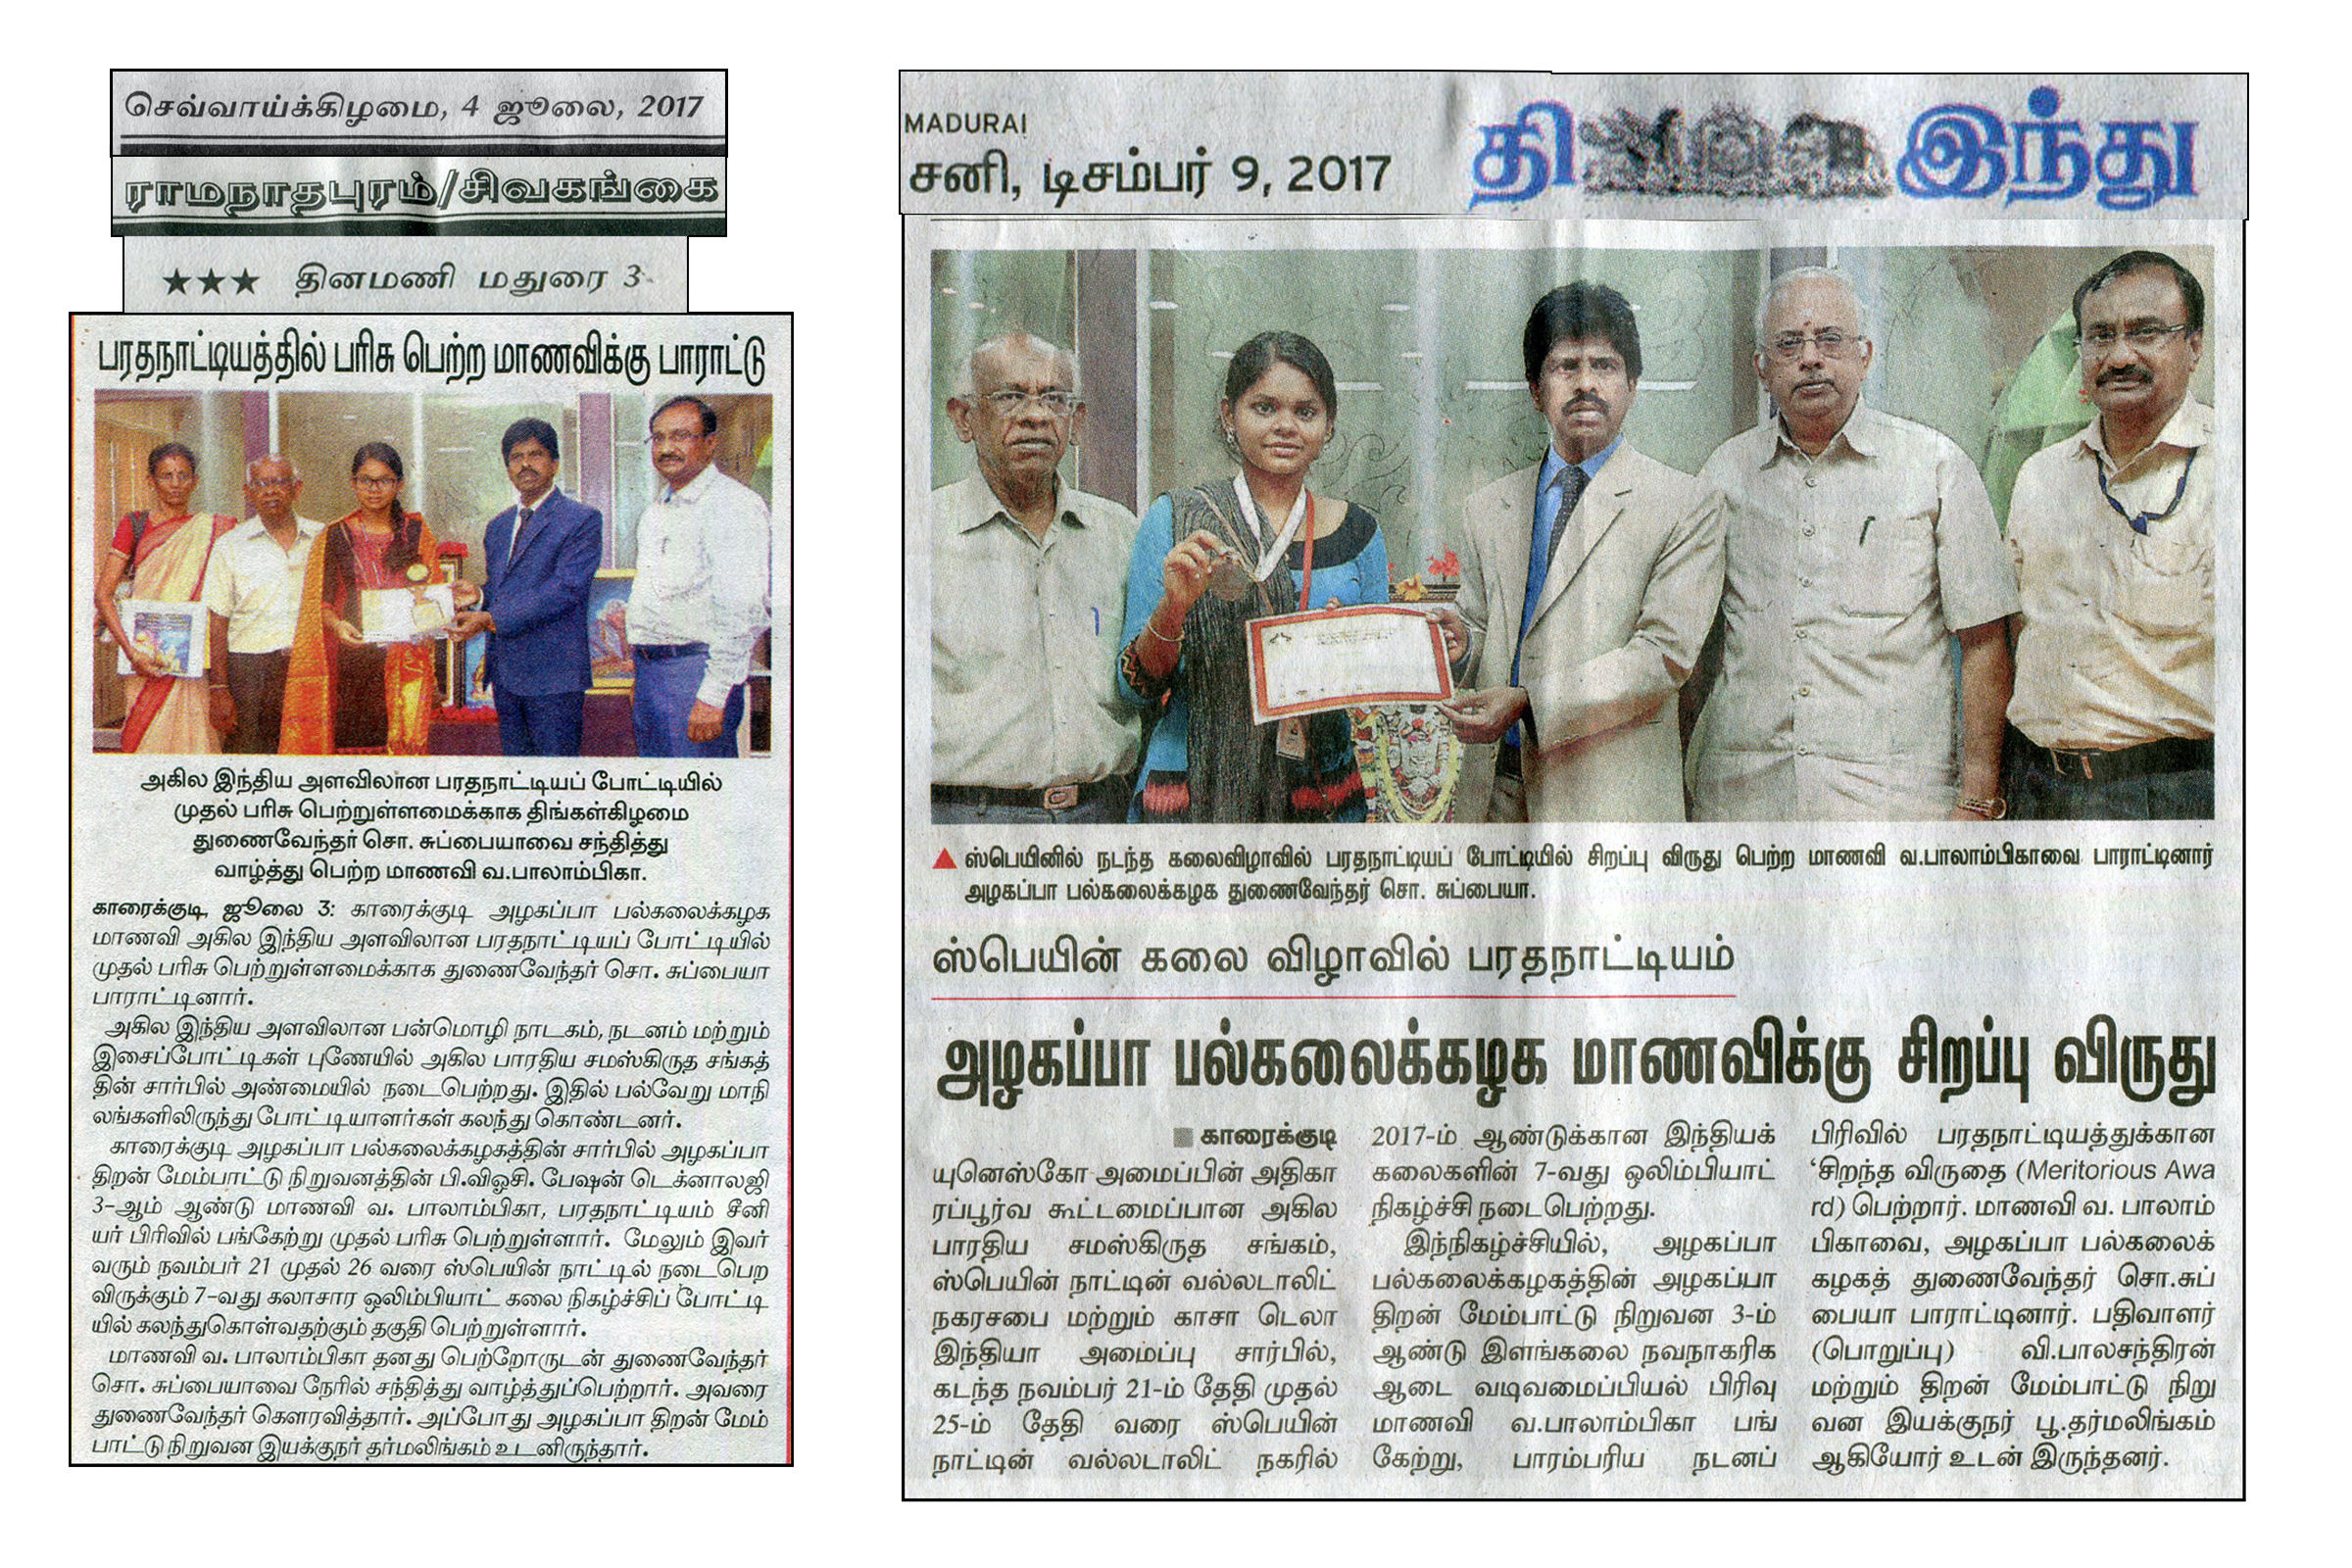 செவ்வாய்க்கிழமை, 4 ஜூலை, 2017
ராமநாதபுரம்/சிவகங்கை
★★★ தினமணி மதுரை 3
பரதநாட்டியத்தில் பரிசு பெற்ற மாணவிக்கு பாராட்டு
அகில இந்திய அளவிலான பரதநாட்டியப் போட்டியில்
முதல் பரிசு பெற்றுள்ளமைக்காக திங்கள்கிழமை
துணைவேந்தர் சொ. சுப்பையாவை சந்தித்து
வாழ்த்து பெற்ற மாணவி வ.பாலாம்பிகா.
காரைக்குடி, ஜூலை 3: காரைக்குடி அழகப்பா பல்கலைக்கழக
மாணவி அகில இந்திய அளவிலான பரதநாட்டியப் போட்டியில்
முதல் பரிசு பெற்றுள்ளமைக்காக துணைவேந்தர் சொ. சுப்பையா
பாராட்டினார்.
அகில இந்திய அளவிலான பன்மொழி நாடகம், நடனம் மற்றும்
இசைப்போட்டிகள் புணேயில் அகில பாரதிய சமஸ்கிருத சங்கத்
தின் சார்பில் அண்மையில் நடைபெற்றது. இதில் பல்வேறு மாநி
லங்களிலிருந்து போட்டியாளர்கள் கலந்து கொண்டனர்.
காரைக்குடி அழகப்பா பல்கலைக்கழகத்தின் சார்பில் அழகப்பா
திறன் மேம்பாட்டு நிறுவனத்தின் பி.விஓசி. பேஷன் டெக்னாலஜி
3-ஆம் ஆண்டு மாணவி வ. பாலாம்பிகா, பரதநாட்டியம் சீனி
யர் பிரிவில் பங்கேற்று முதல் பரிசு பெற்றுள்ளார். மேலும் இவர்
வரும் நவம்பர் 21 முதல் 26 வரை ஸ்பெயின் நாட்டில் நடைபெற
விருக்கும் 7-வது கலாசார ஒலிம்பியாட் கலை நிகழ்ச்சிப் போட்டி
யில் கலந்துகொள்வதற்கும் தகுதி பெற்றுள்ளார்.
மாணவி வ. பாலாம்பிகா தனது பெற்றோருடன் துணைவேந்தர்
சொ. சுப்பையாவை நேரில் சந்தித்து வாழ்த்துப்பெற்றார். அவரை
துணைவேந்தர் கௌரவித்தார். அப்போது அழகப்பா திறன் மேம்
பாட்டு நிறுவன இயக்குநர் தர்மலிங்கம் உடனிருந்தார்.
MADURAI
சனி, டிசம்பர் 9, 2017
தி இந்து
ஸ்பெயினில் நடந்த கலைவிழாவில் பரதநாட்டியப் போட்டியில் சிறப்பு விருது பெற்ற மாணவி வ.பாலாம்பிகாவை பாராட்டினார்
அழகப்பா பல்கலைக்கழக துணைவேந்தர் சொ. சுப்பையா.
ஸ்பெயின் கலை விழாவில் பரதநாட்டியம்
அழகப்பா பல்கலைக்கழக மாணவிக்கு சிறப்பு விருது
■ காரைக்குடி
யுனெஸ்கோ அமைப்பின் அதிகா
ரப்பூர்வ கூட்டமைப்பான அகில
பாரதிய சமஸ்கிருத சங்கம்,
ஸ்பெயின் நாட்டின் வல்லடாலிட்
நகரசபை மற்றும் காசா டெலா
இந்தியா அமைப்பு சார்பில்,
கடந்த நவம்பர் 21-ம் தேதி முதல்
25-ம் தேதி வரை ஸ்பெயின்
நாட்டின் வல்லடாலிட் நகரில்
2017-ம் ஆண்டுக்கான இந்தியக்
கலைகளின் 7-வது ஒலிம்பியாட்
நிகழ்ச்சி நடைபெற்றது.
இந்நிகழ்ச்சியில், அழகப்பா
பல்கலைக்கழகத்தின் அழகப்பா
திறன் மேம்பாட்டு நிறுவன 3-ம்
ஆண்டு இளங்கலை நவநாகரிக
ஆடை வடிவமைப்பியல் பிரிவு
மாணவி வ.பாலாம்பிகா பங்
கேற்று, பாரம்பரிய நடனப்
பிரிவில் பரதநாட்டியத்துக்கான
‘சிறந்த விருதை (Meritorious Awa
rd) பெற்றார். மாணவி வ. பாலாம்
பிகாவை, அழகப்பா பல்கலைக்
கழகத் துணைவேந்தர் சொ.சுப்
பையா பாராட்டினார். பதிவாளர்
(பொறுப்பு) வி.பாலசந்திரன்
மற்றும் திறன் மேம்பாட்டு நிறு
வன இயக்குநர் பூ.தர்மலிங்கம்
ஆகியோர் உடன் இருந்தனர்.